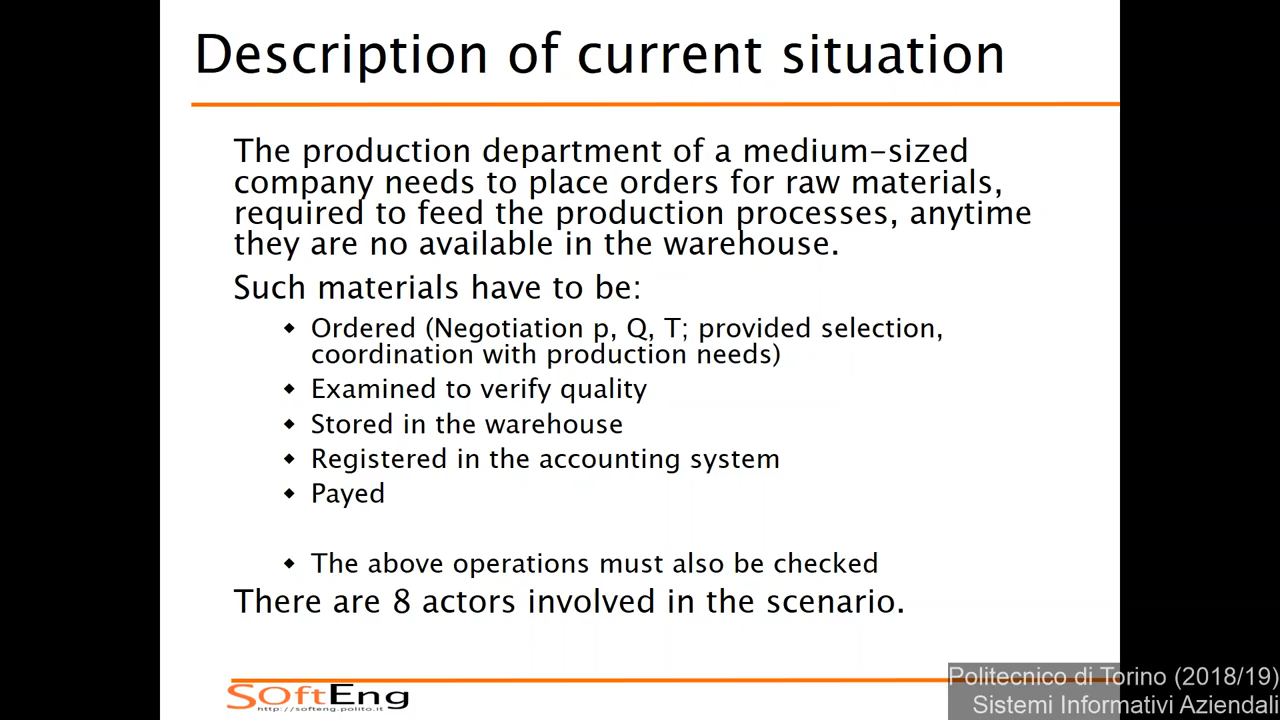 Description of current situation
The production department of a medium-sized
company needs to place orders for raw materials,
required to feed the production processes, anytime
they are no available in the warehouse.
Such materials have to be:
◆ Ordered (Negotiation p, Q, T; provided selection,
coordination with production needs)
◆ Examined to verify quality
◆ Stored in the warehouse
◆ Registered in the accounting system
◆ Payed
◆ The above operations must also be checked
There are 8 actors involved in the scenario.
SOftEng
http://softeng.polito.it
Politecnico di Torino (2018/19)
Sistemi Informativi Aziendali